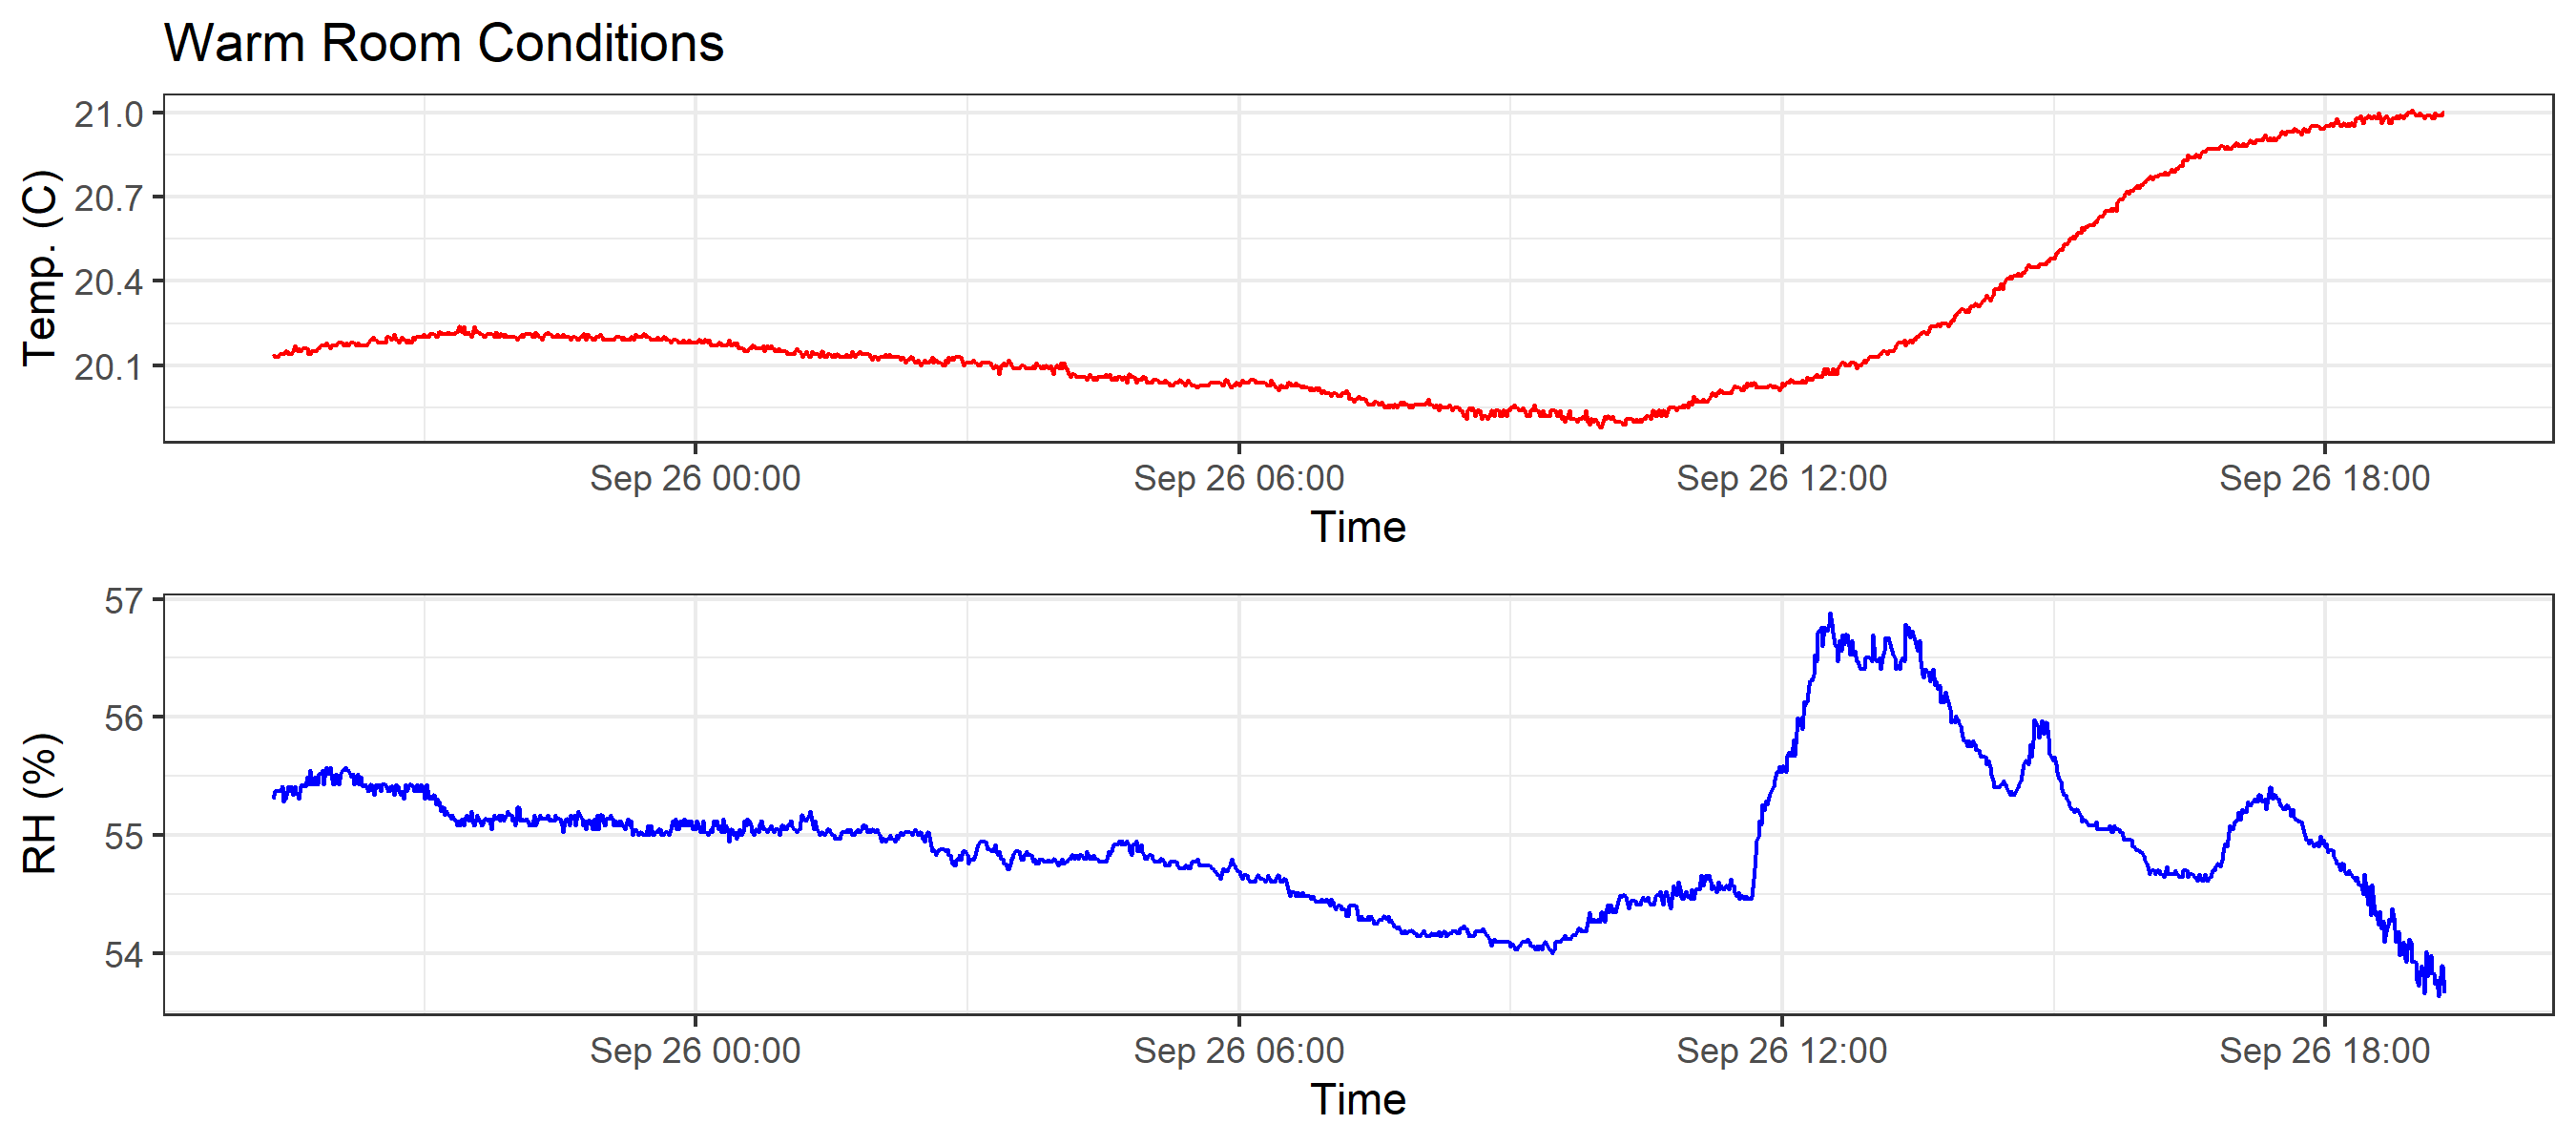 Warm Room Conditions
Temp. (C)
21.0
20.7
20.4
20.1
Sep 26 00:00 Sep 26 06:00 Sep 26 12:00 Sep 26 18:00
Time
RH (%)
57
56
55
54
Sep 26 00:00 Sep 26 06:00 Sep 26 12:00 Sep 26 18:00
Time